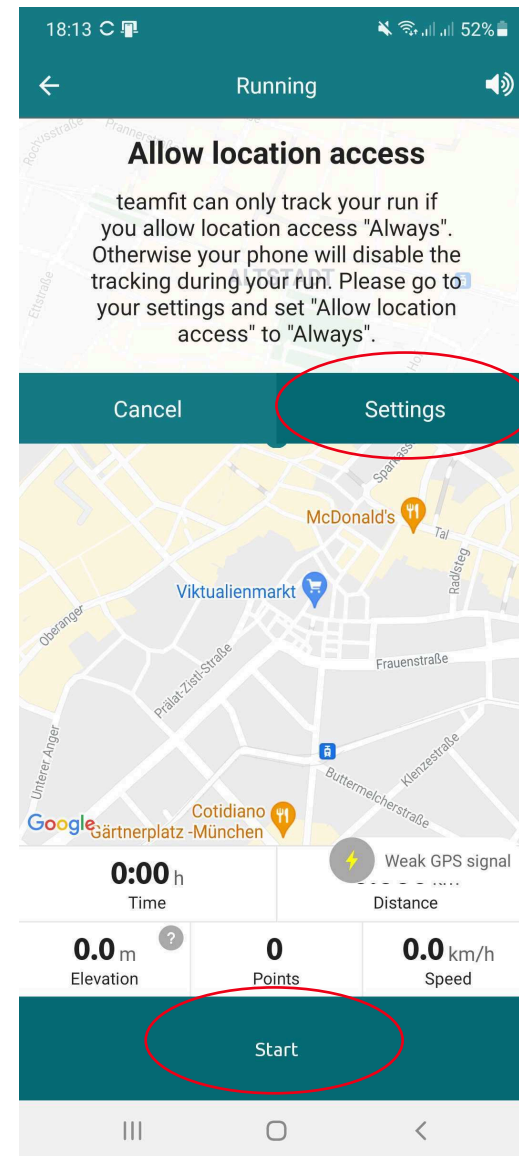 18:13
52%
Running
Rochusstraße
Prannerstraße
Allow location access
teamfit can only track your run if
you allow location access "Always".
Otherwise your phone will disable the
tracking during your run. Please go to
your settings and set "Allow location
access" to "Always".
ALTSTADT
Ettstraße
Cancel
Settings
McDonald's
Tal
Radlsteg
Viktualienmarkt
Oberanger
Prälat-Zistl-Straße
Frauenstraße
Unterer Anger
Klenzestraße
Buttermelcherstraße
Google
Cotidiano
Gärtnerplatz -München
Weak GPS signal
0:00 h
Time
Distance
0.0 m
?
Elevation
0
Points
0.0 km/h
Speed
Start